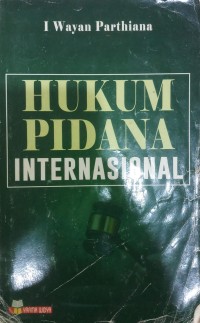 I Wayan Parthiana
HUKUM
PIDANA
INTERNASIONAL